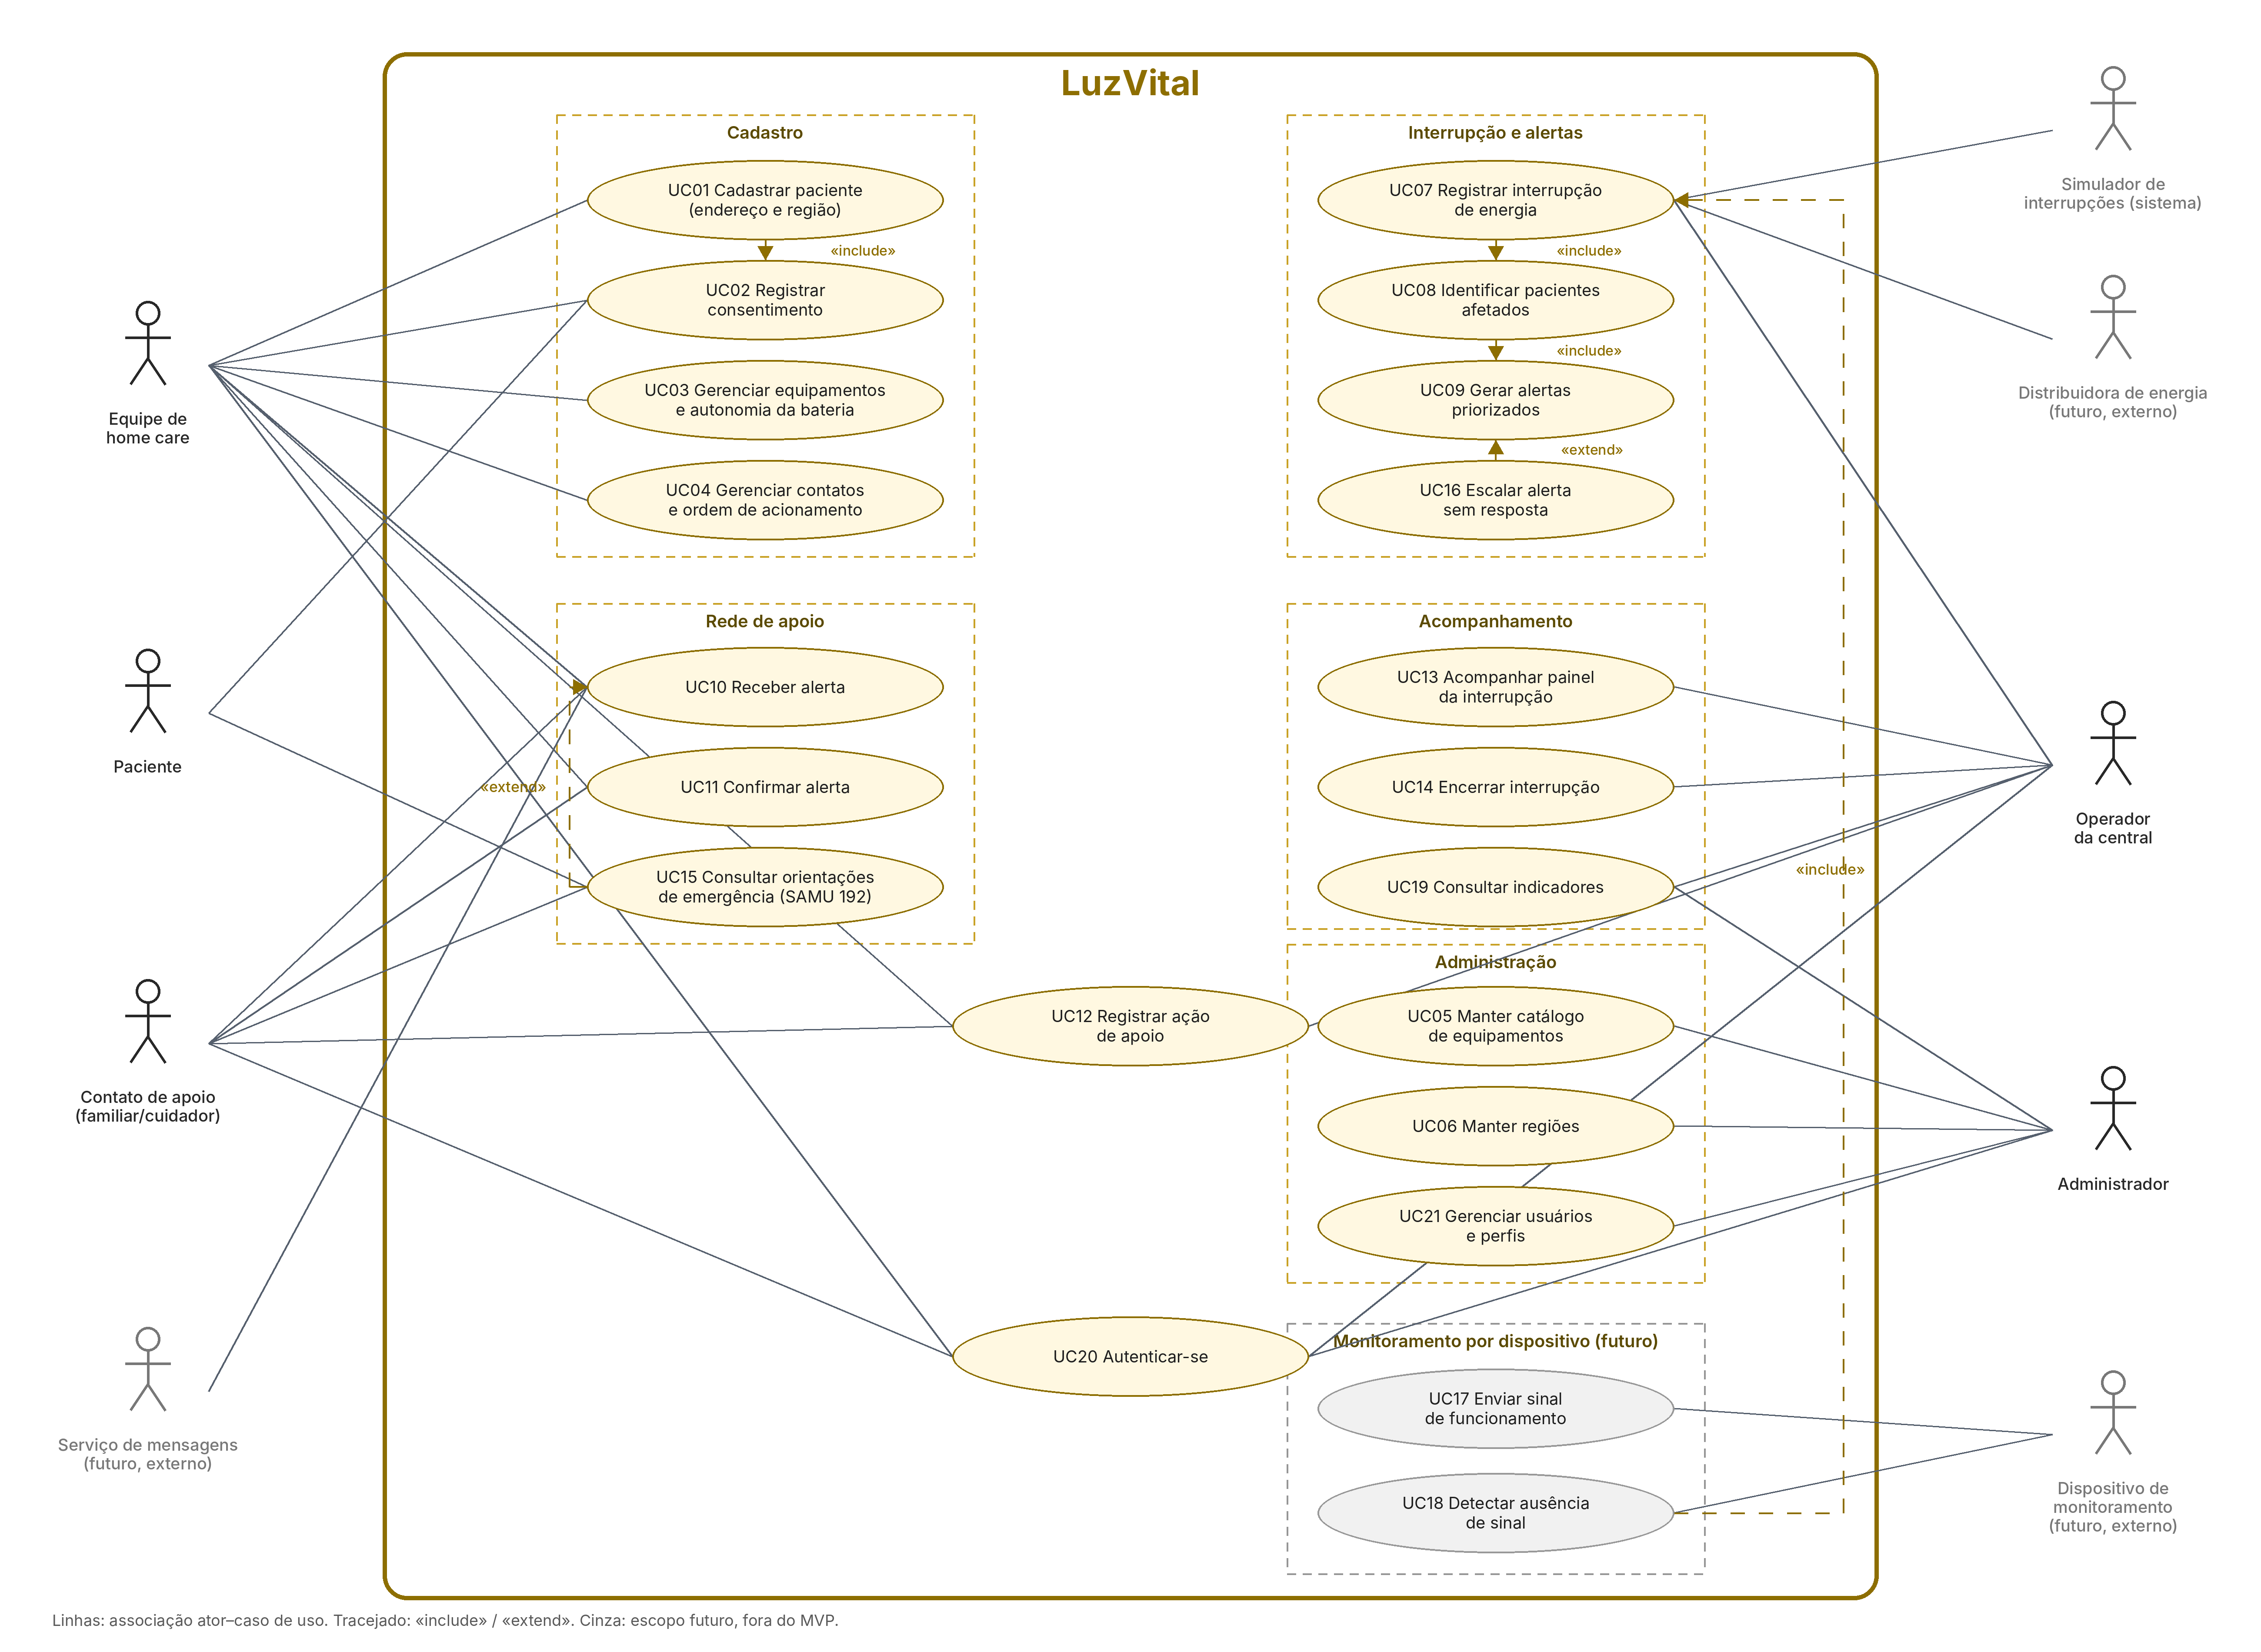 LuzVital
Cadastro
UC01 Cadastrar paciente
(endereço e região)
«include»
UC02 Registrar
consentimento
UC03 Gerenciar equipamentos
e autonomia da bateria
UC04 Gerenciar contatos
e ordem de acionamento
Interrupção e alertas
UC07 Registrar interrupção
de energia
«include»
UC08 Identificar pacientes
afetados
«include»
UC09 Gerar alertas
priorizados
«extend»
UC16 Escalar alerta
sem resposta
Simulador de
interrupções (sistema)
Distribuidora de energia
(futuro, externo)
Equipe de
home care
Rede de apoio
UC10 Receber alerta
«extend»
UC11 Confirmar alerta
UC15 Consultar orientações
de emergência (SAMU 192)
Acompanhamento
UC13 Acompanhar painel
da interrupção
UC14 Encerrar interrupção
UC19 Consultar indicadores
«include»
Paciente
Operador
da central
Administração
UC12 Registrar ação
de apoio
UC05 Manter catálogo
de equipamentos
UC06 Manter regiões
UC21 Gerenciar usuários
e perfis
Contato de apoio
(familiar/cuidador)
Administrador
UC20 Autenticar-se
Monitoramento por dispositivo (futuro)
UC17 Enviar sinal
de funcionamento
UC18 Detectar ausência
de sinal
Serviço de mensagens
(futuro, externo)
Dispositivo de
monitoramento
(futuro, externo)
Linhas: associação ator–caso de uso. Tracejado: «include» / «extend». Cinza: escopo futuro, fora do MVP.